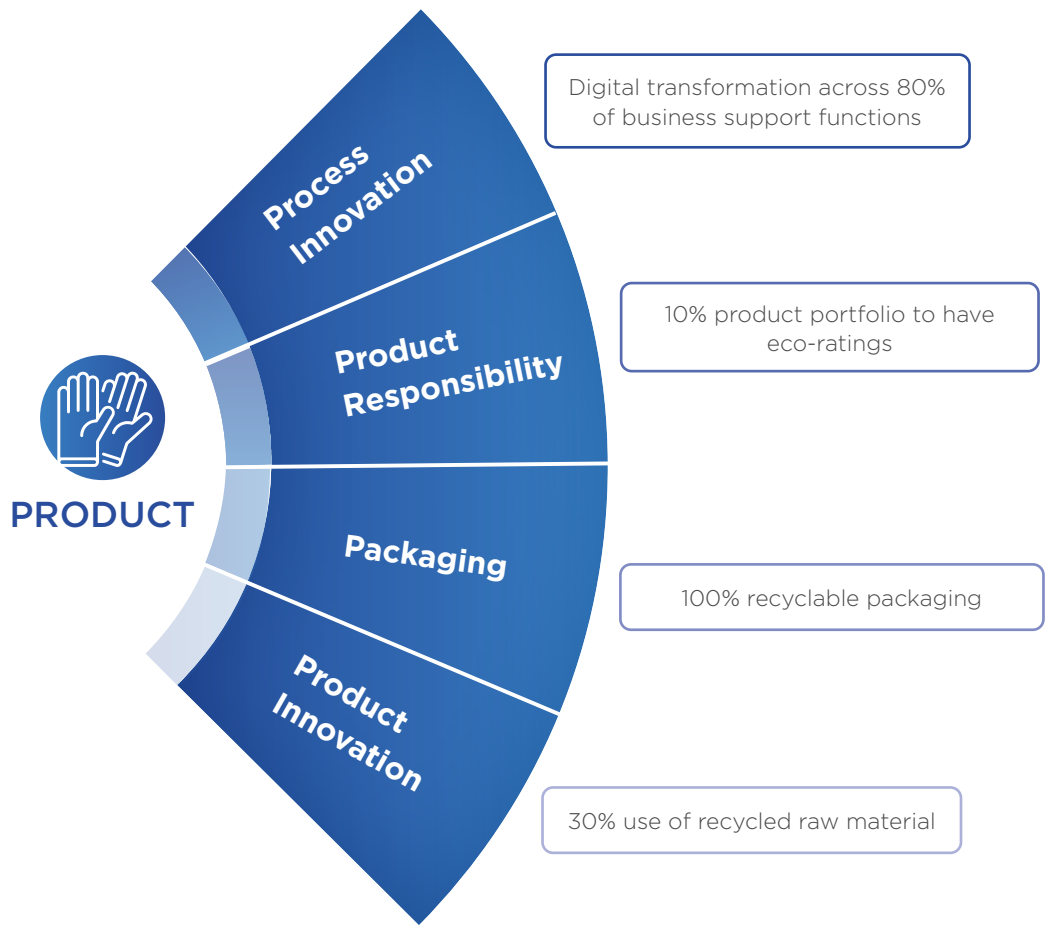 PRODUCT
Process
Innovation
Digital transformation across 80%
of business support functions
Product
Responsibility
10% product portfolio to have
eco-ratings
Packaging
100% recyclable packaging
Product
Innovation
30% use of recycled raw material